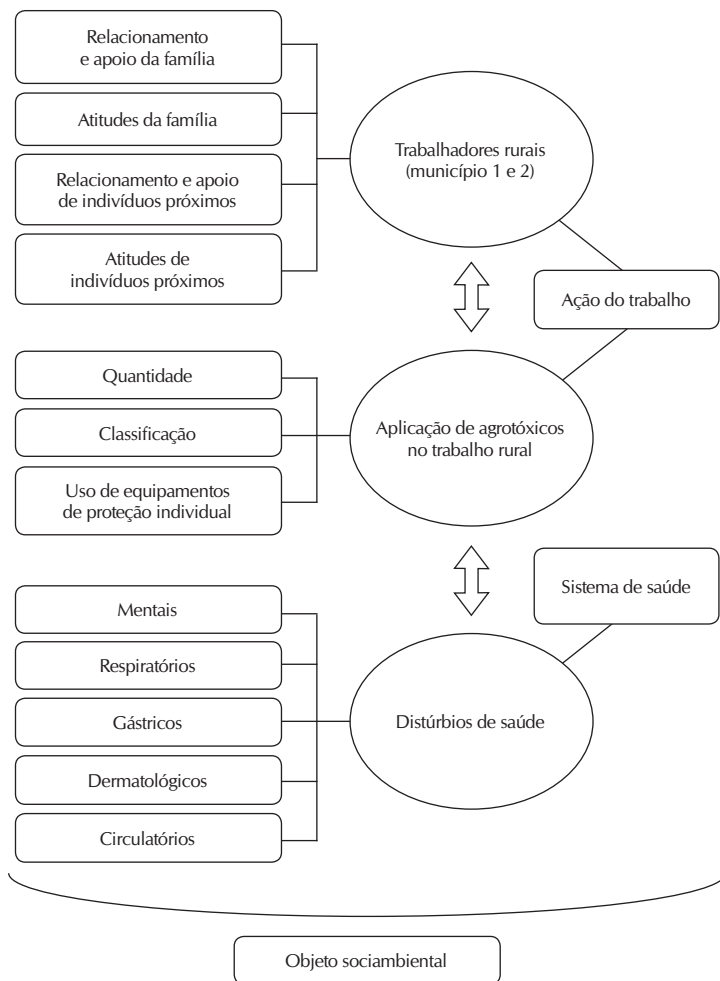 Relacionamento
e apoio da família
Atitudes da família
Relacionamento e apoio
de indivíduos próximos
Atitudes de
indivíduos próximos
Trabalhadores rurais
(município 1 e 2)
Ação do trabalho
Quantidade
Classificação
Uso de equipamentos
de proteção individual
Aplicação de agrotóxicos
no trabalho rural
Sistema de saúde
Mentais
Respiratórios
Gástricos
Dermatológicos
Circulatórios
Distúrbios de saúde
Objeto sociambiental